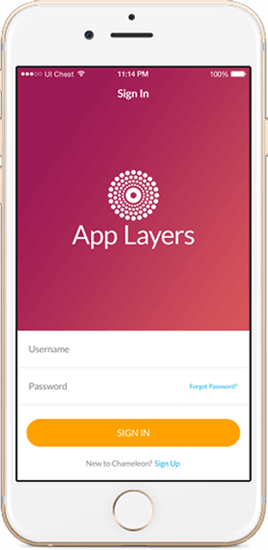 ●●●○○ UI Chest 11:14 PM 100%
Sign In
App Layers
Username
Password Forgot Password?
SIGN IN
New to Chameleon? Sign Up